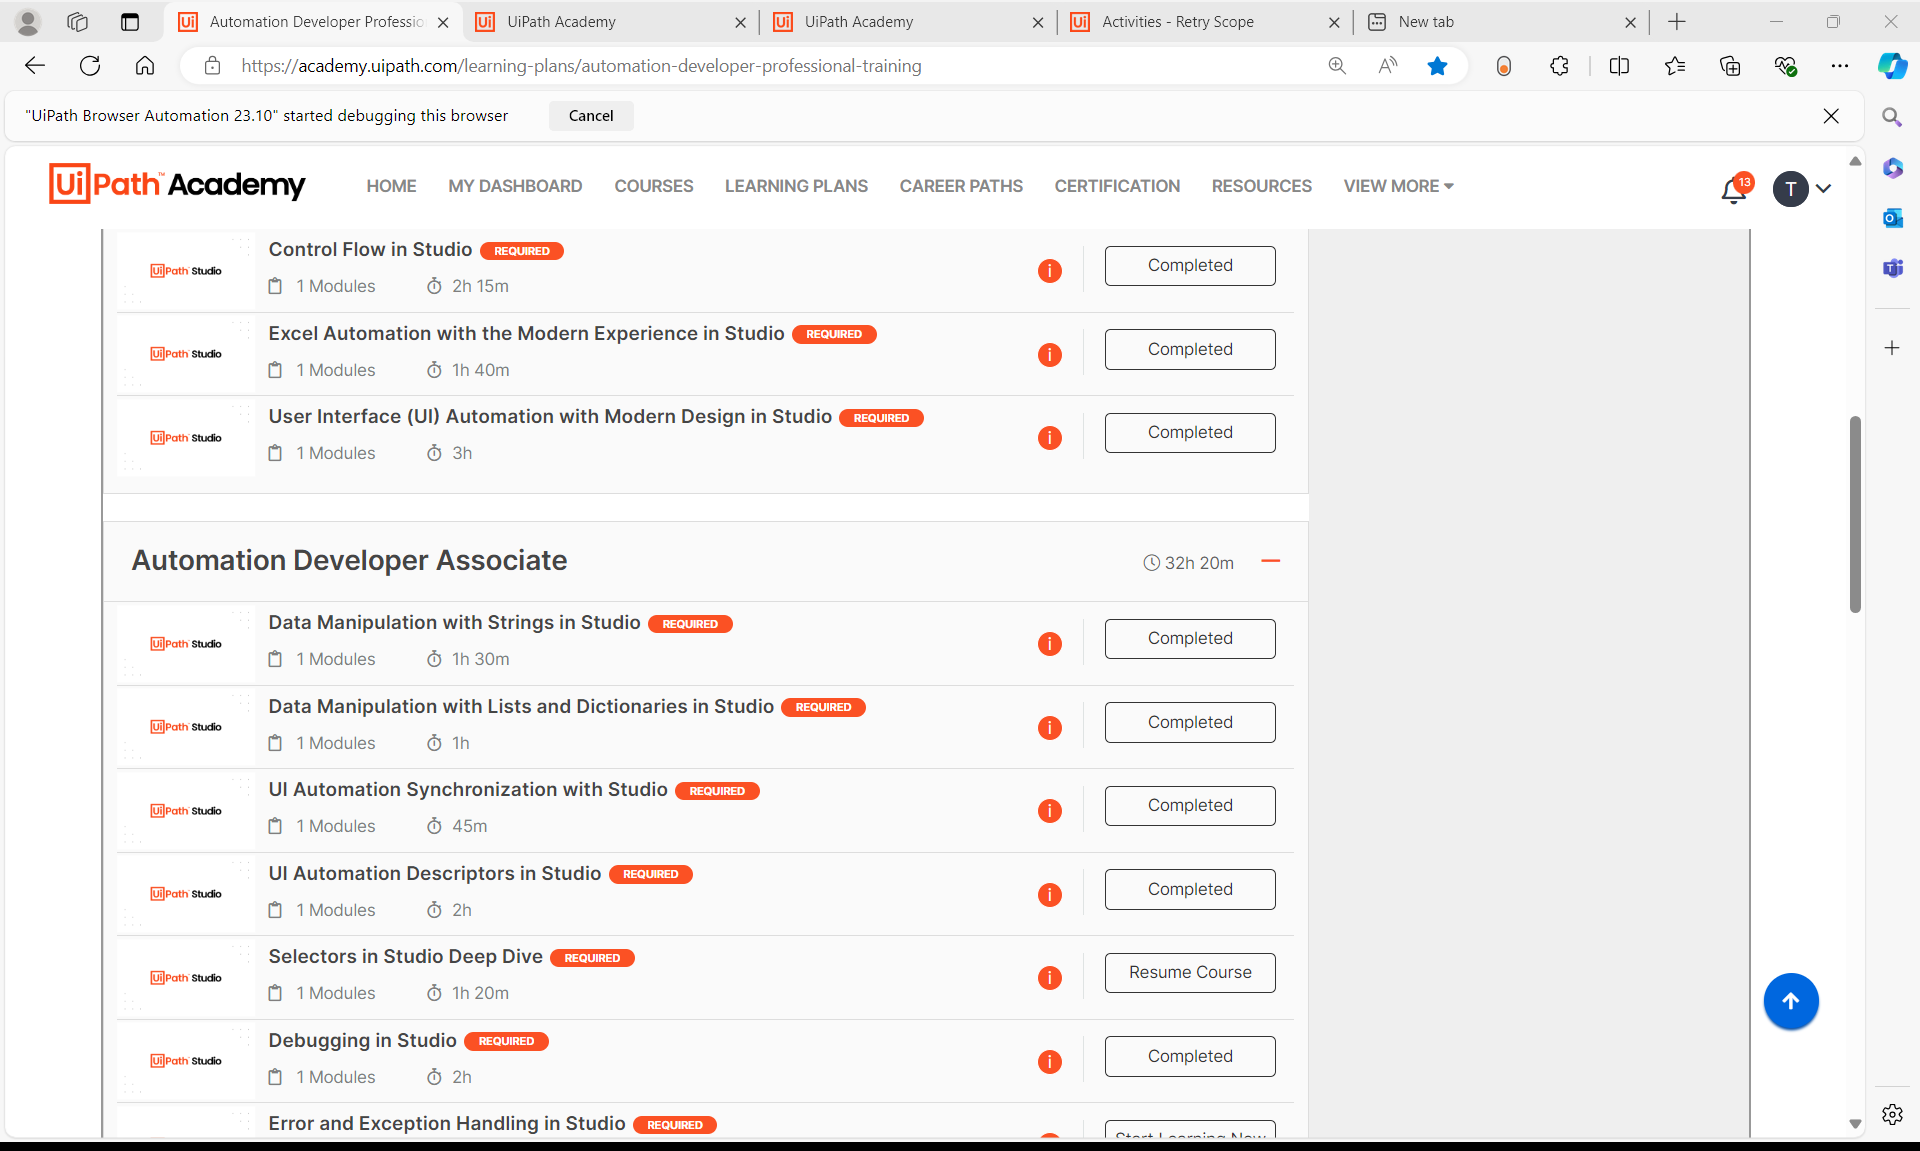 Automation Developer Professio
UiPath Academy
UiPath Academy
Activities - Retry Scope
New tab
https://academy.uipath.com/learning-plans/automation-developer-professional-training
"UiPath Browser Automation 23.10" started debugging this browser
Cancel
UiPath™ Academy
HOME
MY DASHBOARD
COURSES
LEARNING PLANS
CAREER PATHS
CERTIFICATION
RESOURCES
VIEW MORE
13
T
UiPath Studio
Control Flow in Studio REQUIRED
1 Modules 2h 15m
Completed
UiPath Studio
Excel Automation with the Modern Experience in Studio REQUIRED
1 Modules 1h 40m
Completed
UiPath Studio
User Interface (UI) Automation with Modern Design in Studio REQUIRED
1 Modules 3h
Completed
Automation Developer Associate 32h 20m
UiPath Studio
Data Manipulation with Strings in Studio REQUIRED
1 Modules 1h 30m
Completed
UiPath Studio
Data Manipulation with Lists and Dictionaries in Studio REQUIRED
1 Modules 1h
Completed
UiPath Studio
UI Automation Synchronization with Studio REQUIRED
1 Modules 45m
Completed
UiPath Studio
UI Automation Descriptors in Studio REQUIRED
1 Modules 2h
Completed
UiPath Studio
Selectors in Studio Deep Dive REQUIRED
1 Modules 1h 20m
Resume Course
UiPath Studio
Debugging in Studio REQUIRED
1 Modules 2h
Completed
Error and Exception Handling in Studio REQUIRED
Start Learning Now